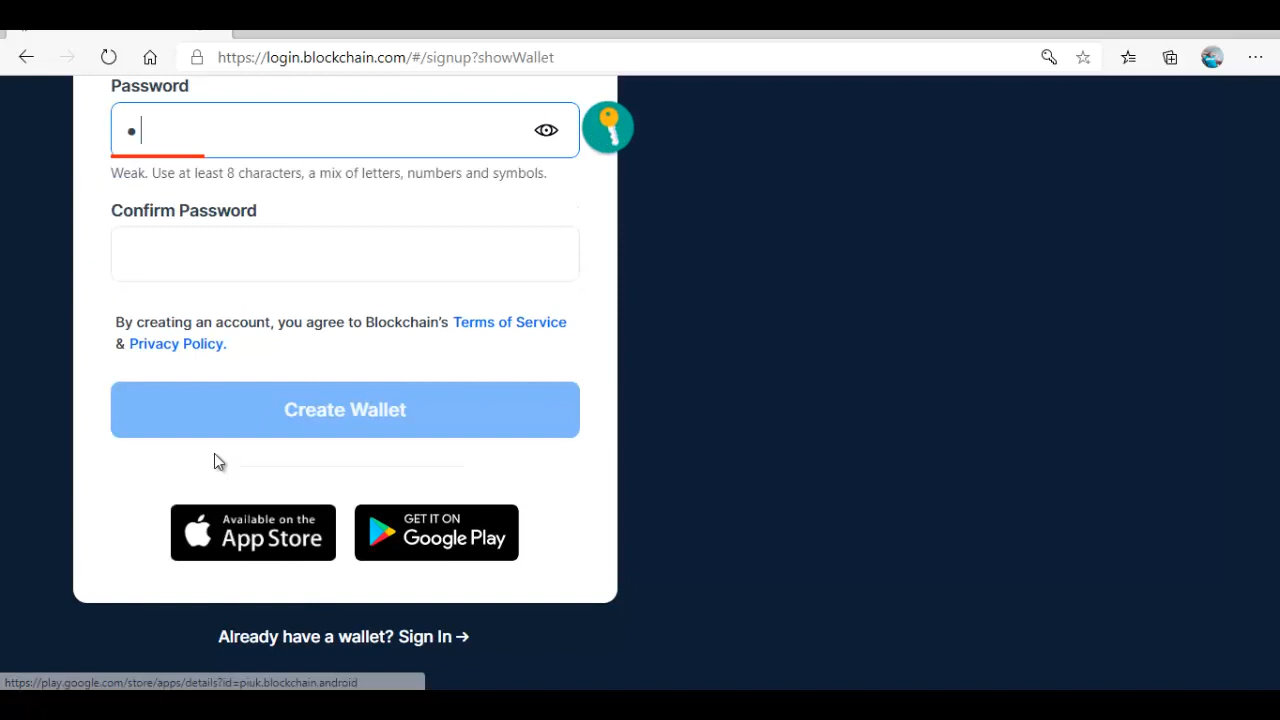 https://login.blockchain.com/#/signup?showWallet
Password
Weak. Use at least 8 characters, a mix of letters, numbers and symbols.
Confirm Password
By creating an account, you agree to Blockchain's Terms of Service
& Privacy Policy.
Create Wallet
Available on the
App Store
GET IT ON
Google Play
Already have a wallet? Sign In →
https://play.google.com/store/apps/details?id=piuk.blockchain.android